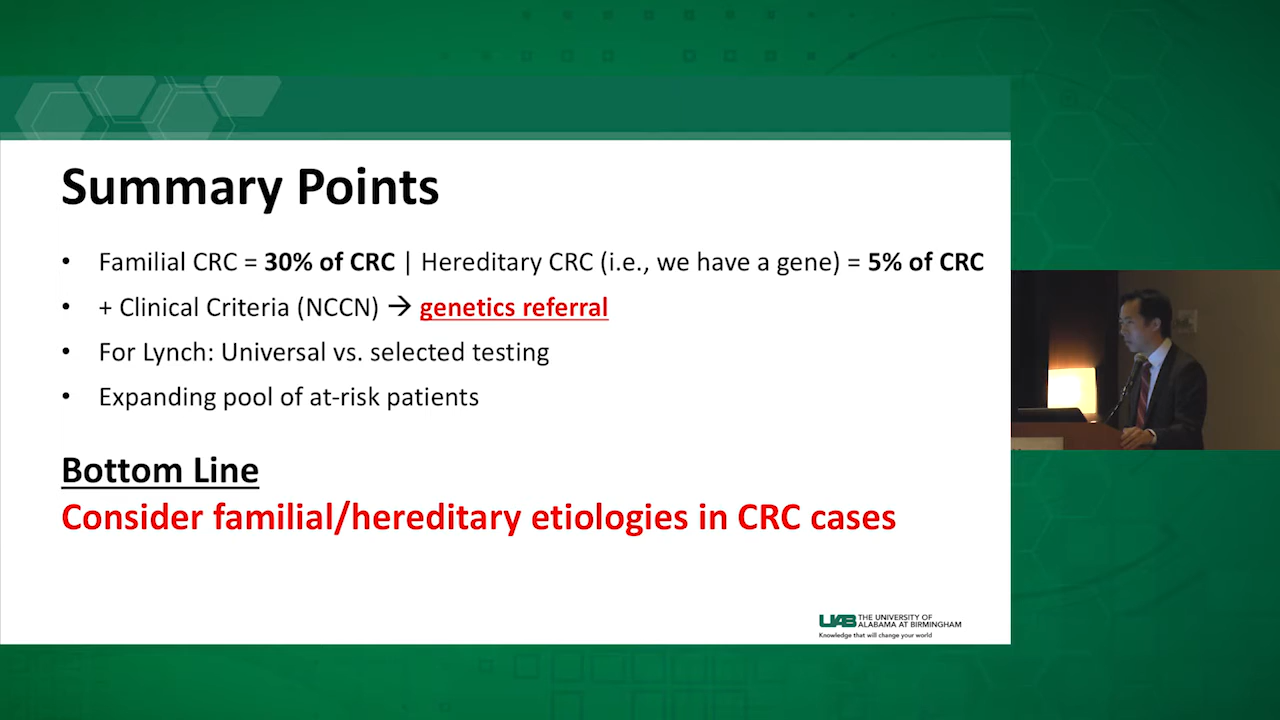 Summary Points
• Familial CRC = 30% of CRC | Hereditary CRC (i.e., we have a gene) = 5% of CRC
• + Clinical Criteria (NCCN) → genetics referral
• For Lynch: Universal vs. selected testing
• Expanding pool of at-risk patients
Bottom Line
Consider familial/hereditary etiologies in CRC cases
UAB THE UNIVERSITY OF
ALABAMA AT BIRMINGHAM
Knowledge that will change your world